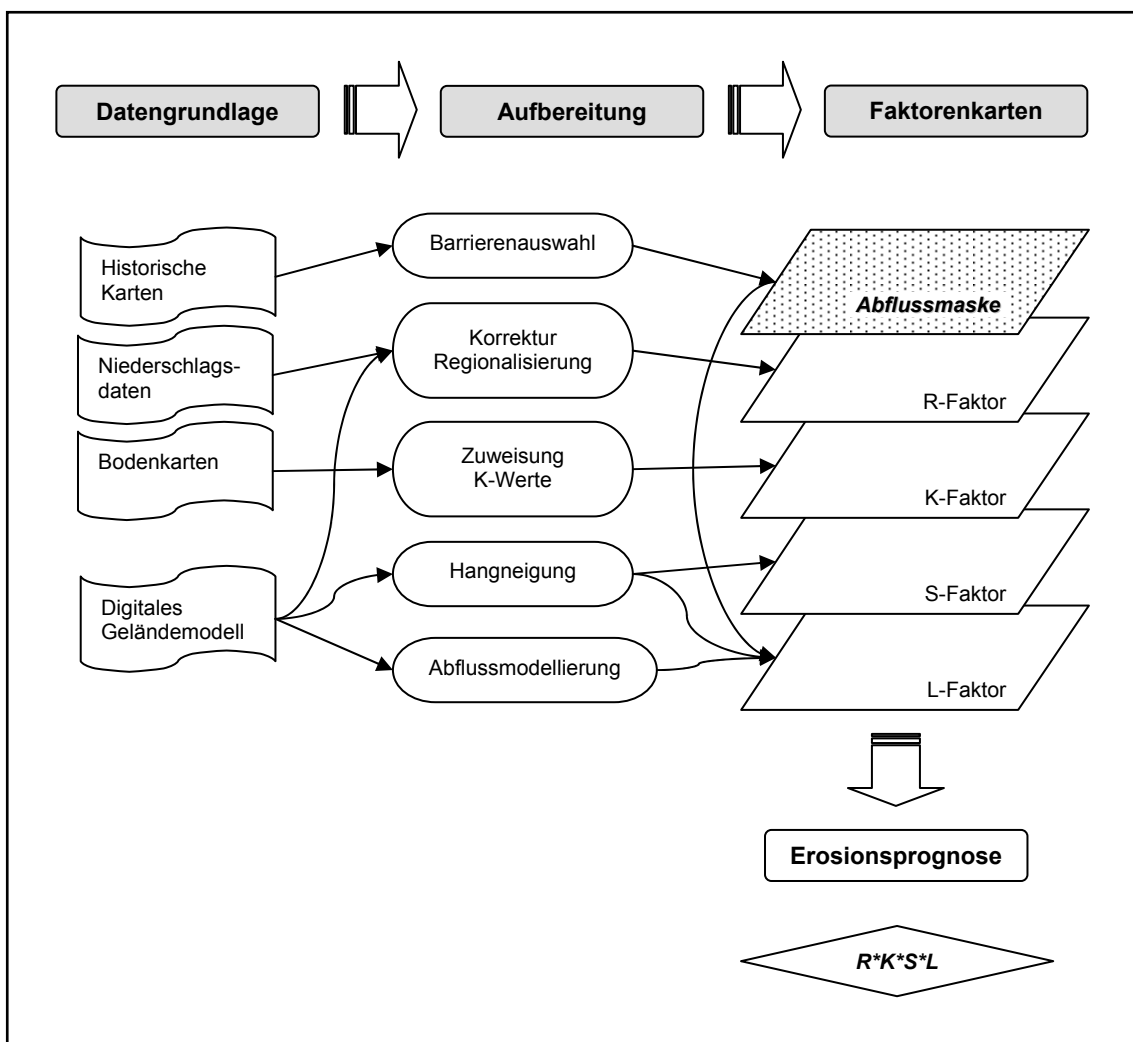 Datengrundlage
Aufbereitung
Faktorenkarten
Historische
Karten
Niederschlags-
daten
Bodenkarten
Digitales
Geländemodell
Barrierenauswahl
Korrektur
Regionalisierung
Zuweisung
K-Werte
Hangneigung
Abflussmodellierung
Abflussmaske
R-Faktor
K-Faktor
S-Faktor
L-Faktor
Erosionsprognose
R*K*S*L